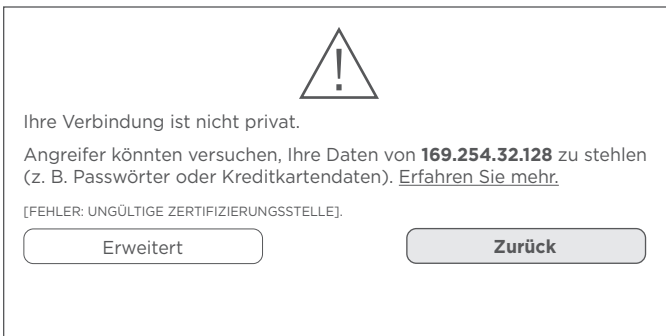 !
Ihre Verbindung ist nicht privat.
Angreifer könnten versuchen, Ihre Daten von 169.254.32.128 zu stehlen
(z. B. Passwörter oder Kreditkartendaten). Erfahren Sie mehr.
[FEHLER: UNGÜLTIGE ZERTIFIZIERUNGSSTELLE].
Erweitert
Zurück